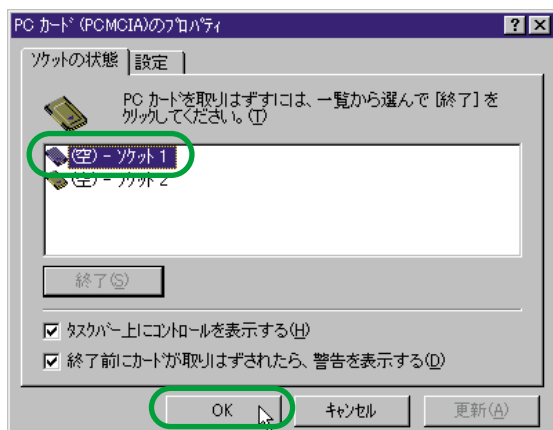 PC ｶｰﾄﾞ (PCMCIA)のﾌﾟﾛﾊﾟﾃｨ
ｿｹｯﾄの状態
設定
PC ｶｰﾄﾞを取りはずすには、一覧から選んで [終了] を
ｸﾘｯｸしてください。(T)
(空) - ｿｹｯﾄ 1
(空) - ｿｹｯﾄ 2
終了(S)
ﾀｽｸﾊﾞｰ上にｺﾝﾄﾛｰﾙを表示する(H)
終了前にｶｰﾄﾞが取りはずされたら、警告を表示する(D)
OK
ｷｬﾝｾﾙ
更新(A)